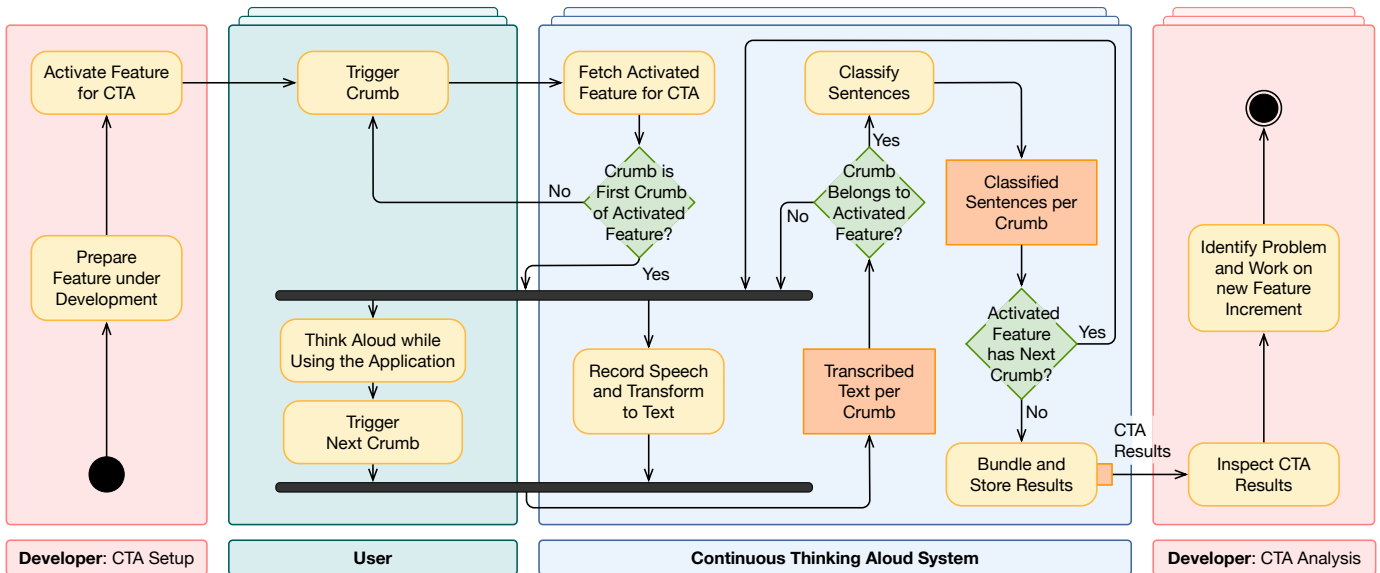 Activate Feature
for CTA
Prepare
Feature under
Development
Developer: CTA Setup
Trigger
Crumb
Think Aloud while
Using the Application
Trigger
Next Crumb
User
Fetch Activated
Feature for CTA
Crumb is
First Crumb
of Activated
Feature?
No
Yes
Record Speech
and Transform
to Text
Transcribed
Text per
Crumb
Crumb
Belongs to
Activated
Feature?
No
Yes
Classify
Sentences
Classified
Sentences per
Crumb
Activated
Feature
has Next
Crumb?
Yes
No
Bundle and
Store Results
CTA
Results
Continuous Thinking Aloud System
Inspect CTA
Results
Identify Problem
and Work on
new Feature
Increment
Developer: CTA Analysis